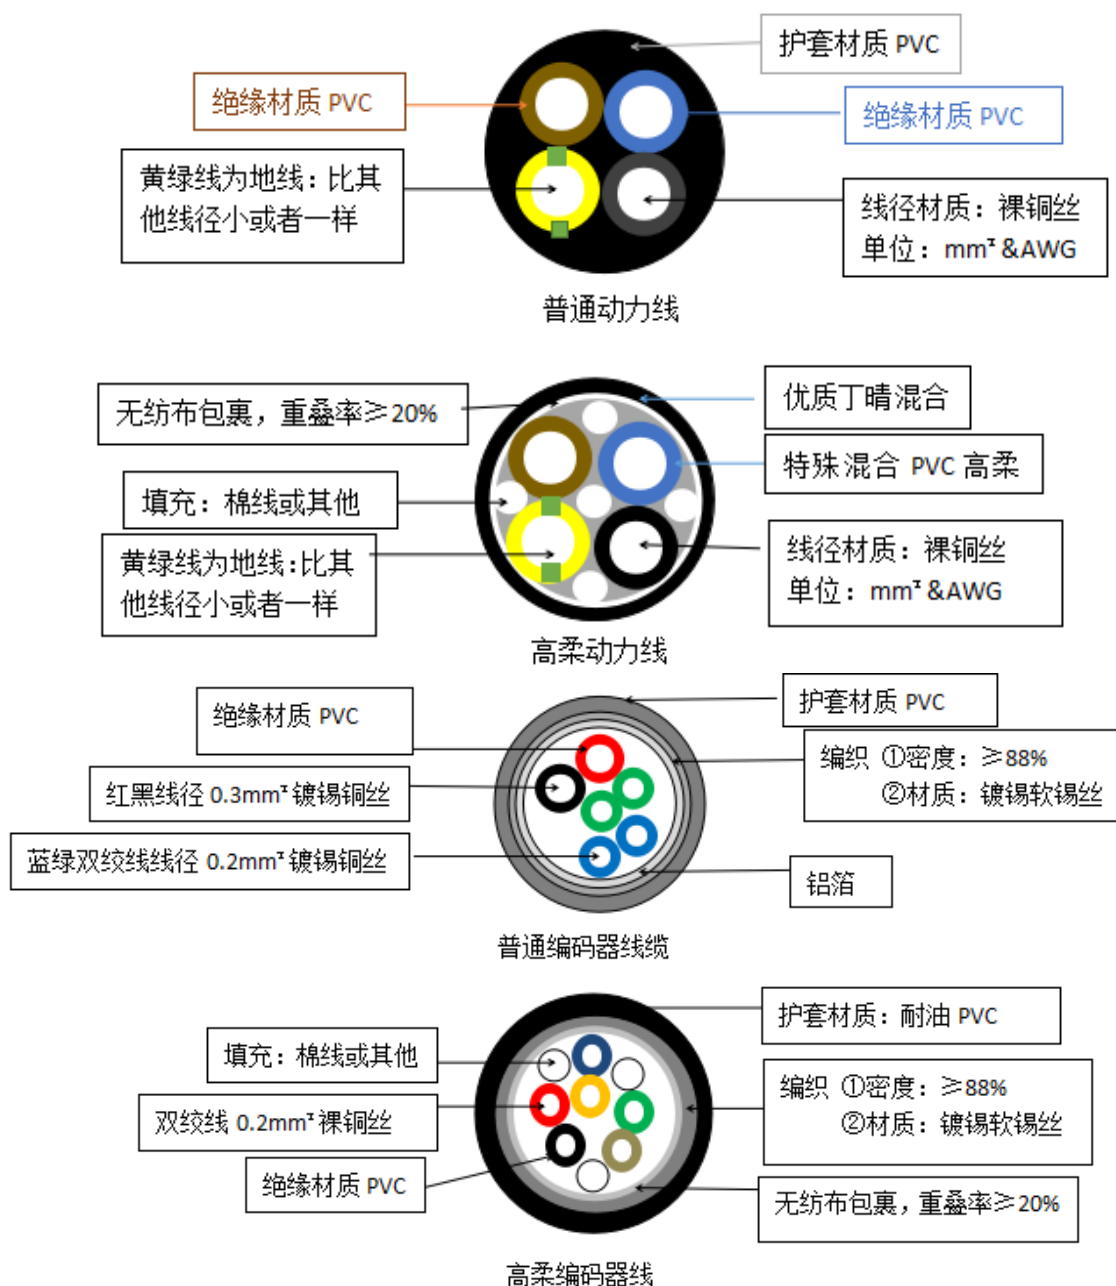 护套材质 PVC
绝缘材质 PVC
绝缘材质 PVC
黄绿线为地线：比其
他线径小或者一样
线径材质：裸铜丝
单位：mm² &AWG
普通动力线
无纺布包裹，重叠率≥20%
优质丁晴混合
特殊混合 PVC 高柔
填充：棉线或其他
黄绿线为地线：比其
他线径小或者一样
线径材质：裸铜丝
单位：mm² &AWG
高柔动力线
绝缘材质 PVC
护套材质 PVC
红黑线径 0.3mm² 镀锡铜丝
编织 ①密度：≥88%
②材质：镀锡软锡丝
蓝绿双绞线线径 0.2mm² 镀锡铜丝
铝箔
普通编码器线缆
护套材质：耐油 PVC
填充：棉线或其他
编织 ①密度：≥88%
②材质：镀锡软锡丝
双绞线 0.2mm² 裸铜丝
绝缘材质 PVC
无纺布包裹，重叠率≥20%
高柔编码器线